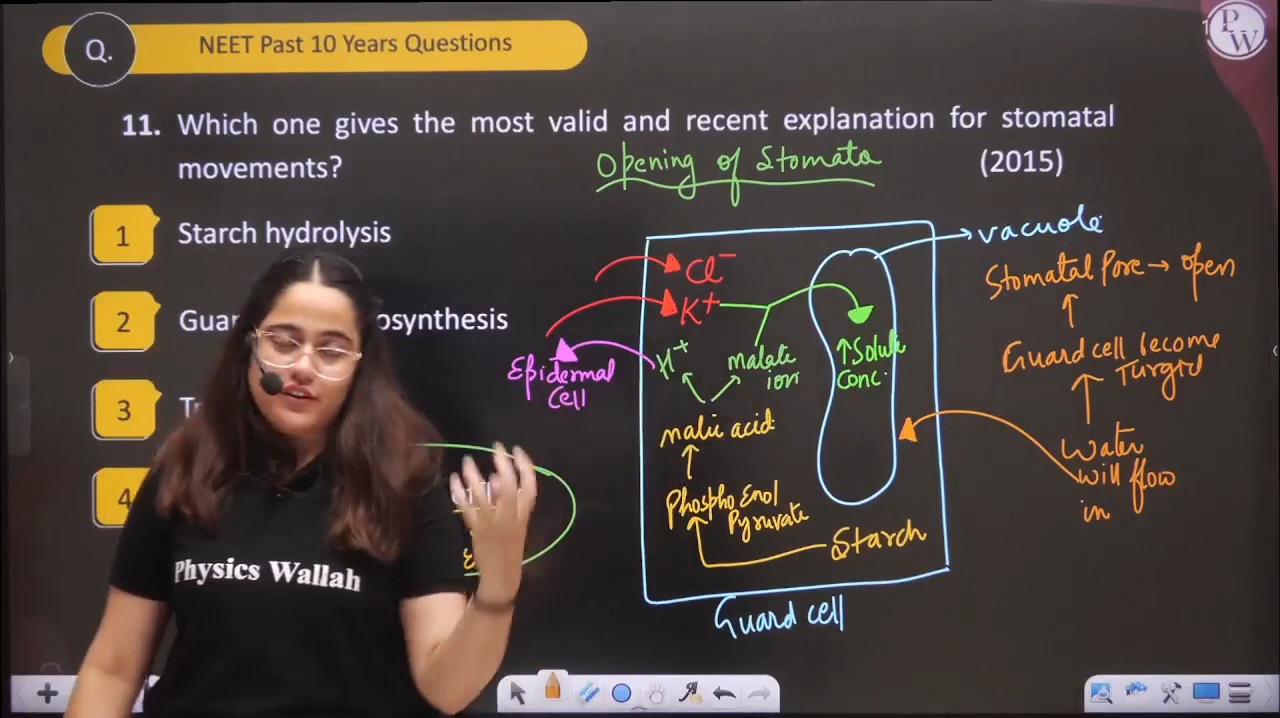 Q.
NEET Past 10 Years Questions
PW
11. Which one gives the most valid and recent explanation for stomatal
movements?
(2015)
Opening of Stomata
1
Starch hydrolysis
2
3
4
vacuole
Stomatal Pore → open
↑
Guard cell become
Turgid
↑
Water
will flow
in
Cl⁻
K⁺
H⁺
malate
ion
↑Solute
Conc.
Epidermal
Cell
malic acid
↑
Phospho Enol
Pyruvate
Starch
Guard cell
Physics Wallah